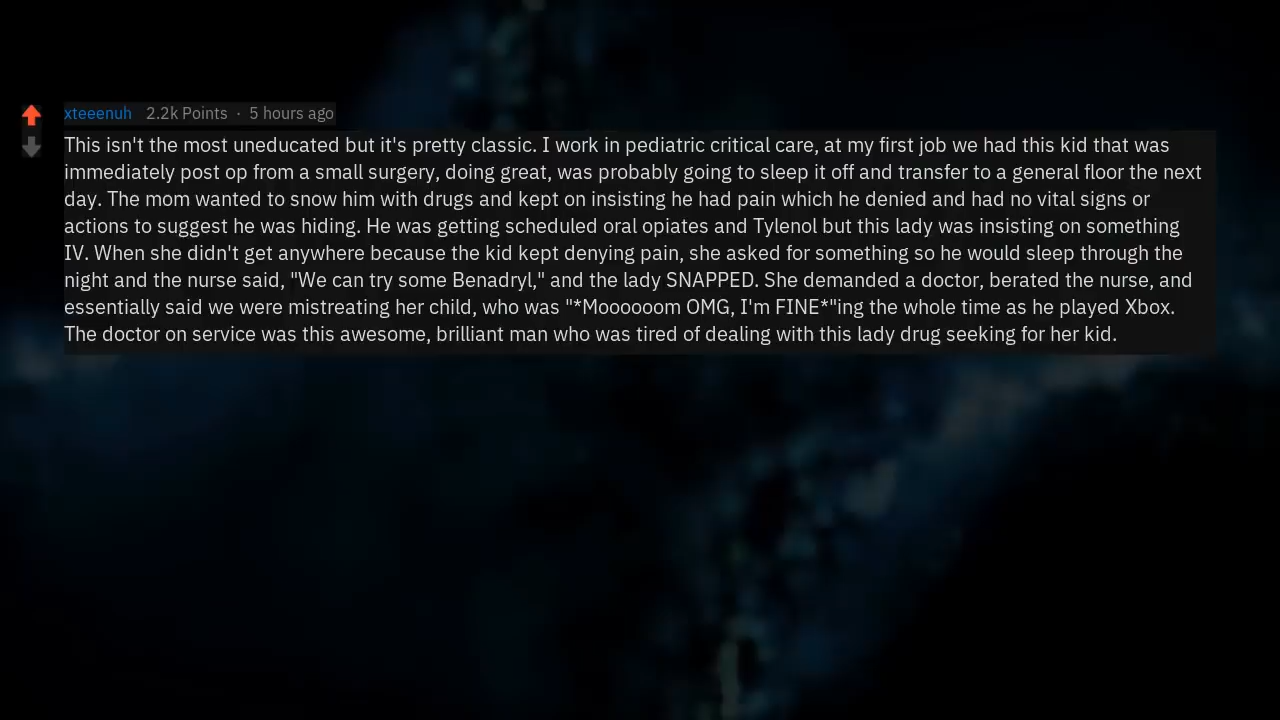 xteeenuh 2.2k Points · 5 hours ago
This isn't the most uneducated but it's pretty classic. I work in pediatric critical care, at my first job we had this kid that was
immediately post op from a small surgery, doing great, was probably going to sleep it off and transfer to a general floor the next
day. The mom wanted to snow him with drugs and kept on insisting he had pain which he denied and had no vital signs or
actions to suggest he was hiding. He was getting scheduled oral opiates and Tylenol but this lady was insisting on something
IV. When she didn't get anywhere because the kid kept denying pain, she asked for something so he would sleep through the
night and the nurse said, "We can try some Benadryl," and the lady SNAPPED. She demanded a doctor, berated the nurse, and
essentially said we were mistreating her child, who was "*Moooooom OMG, I'm FINE*"ing the whole time as he played Xbox.
The doctor on service was this awesome, brilliant man who was tired of dealing with this lady drug seeking for her kid.